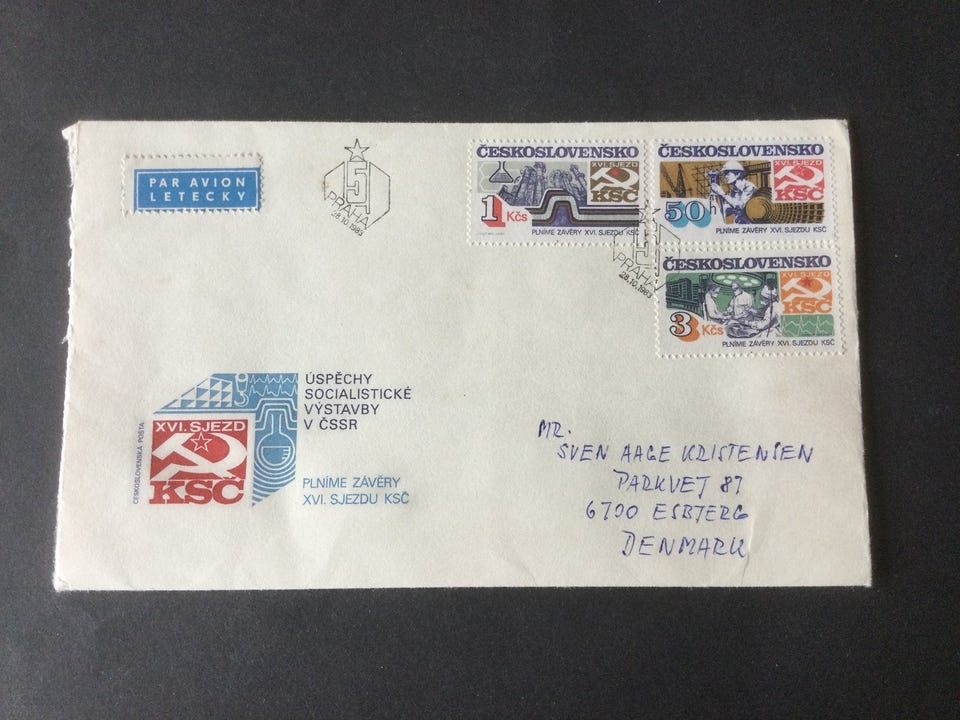 PAR AVION
LETECKY
5
PRAHA
28.10.1983
ČESKOSLOVENSKO
XVI. SJEZD
KSČ
1 Kčs
PLNÍME ZÁVĚRY XVI. SJEZDU KSČ
ČESKOSLOVENSKO
XVI. SJEZD
KSČ
50 h
PLNÍME ZÁVĚRY XVI. SJEZDU KSČ
PRAHA
28.10.1983
ČESKOSLOVENSKO
XVI. SJEZD
KSČ
3 Kčs
PLNÍME ZÁVĚRY XVI. SJEZDU KSČ
ČESKOSLOVENSKÁ POŠTA
XVI. SJEZD
KSČ
ÚSPĚCHY
SOCIALISTICKÉ
VÝSTAVBY
V ČSSR
PLNÍME ZÁVĚRY
XVI. SJEZDU KSČ
MR.
SVEN AAGE KRISTENSEN
PARKVEJ 87
6700 ESBJERG
DENMARK